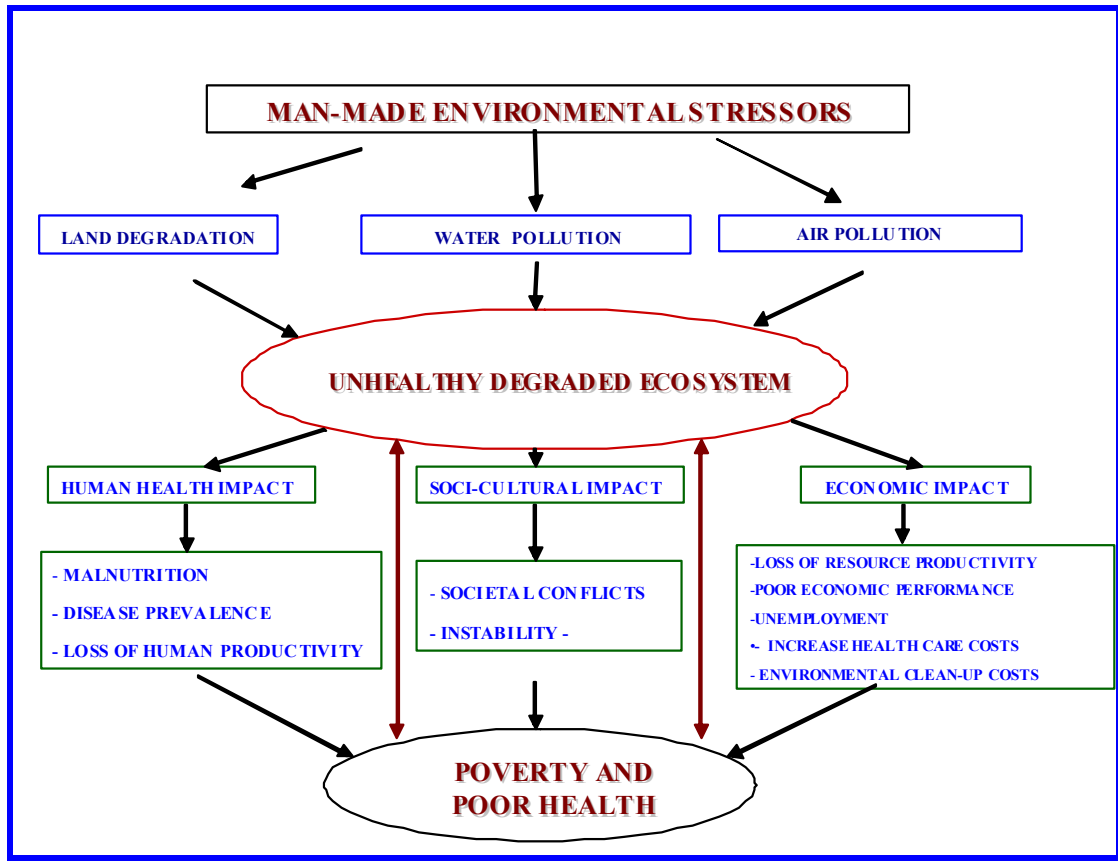 MAN-MADE ENVIRONMENTAL STRESSORS
LAND DEGRADATION
WATER POLLUTION
AIR POLLUTION
UNHEALTHY DEGRADED ECOSYSTEM
HUMAN HEALTH IMPACT
SOCI-CULTURAL IMPACT
ECONOMIC IMPACT
- MALNUTRITION
- DISEASE PREVALENCE
- LOSS OF HUMAN PRODUCTIVITY
- SOCIETAL CONFLICTS
- INSTABILITY -
-LOSS OF RESOURCE PRODUCTIVITY
-POOR ECONOMIC PERFORMANCE
-UNEMPLOYMENT
•- INCREASE HEALTH CARE COSTS
- ENVIRONMENTAL CLEAN-UP COSTS
POVERTY AND
POOR HEALTH